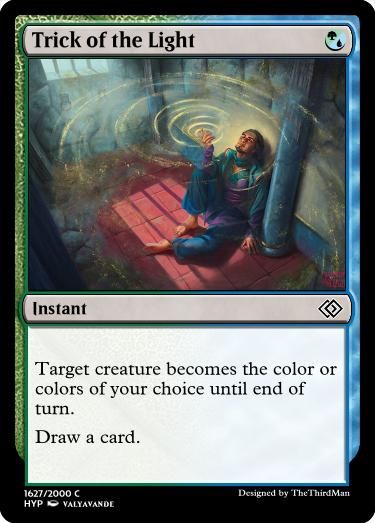 Trick of the Light
Instant
Target creature becomes the color or
colors of your choice until end of
turn.
Draw a card.
1627/2000 C
HYP VALYAVANDE
Designed by TheThirdMan